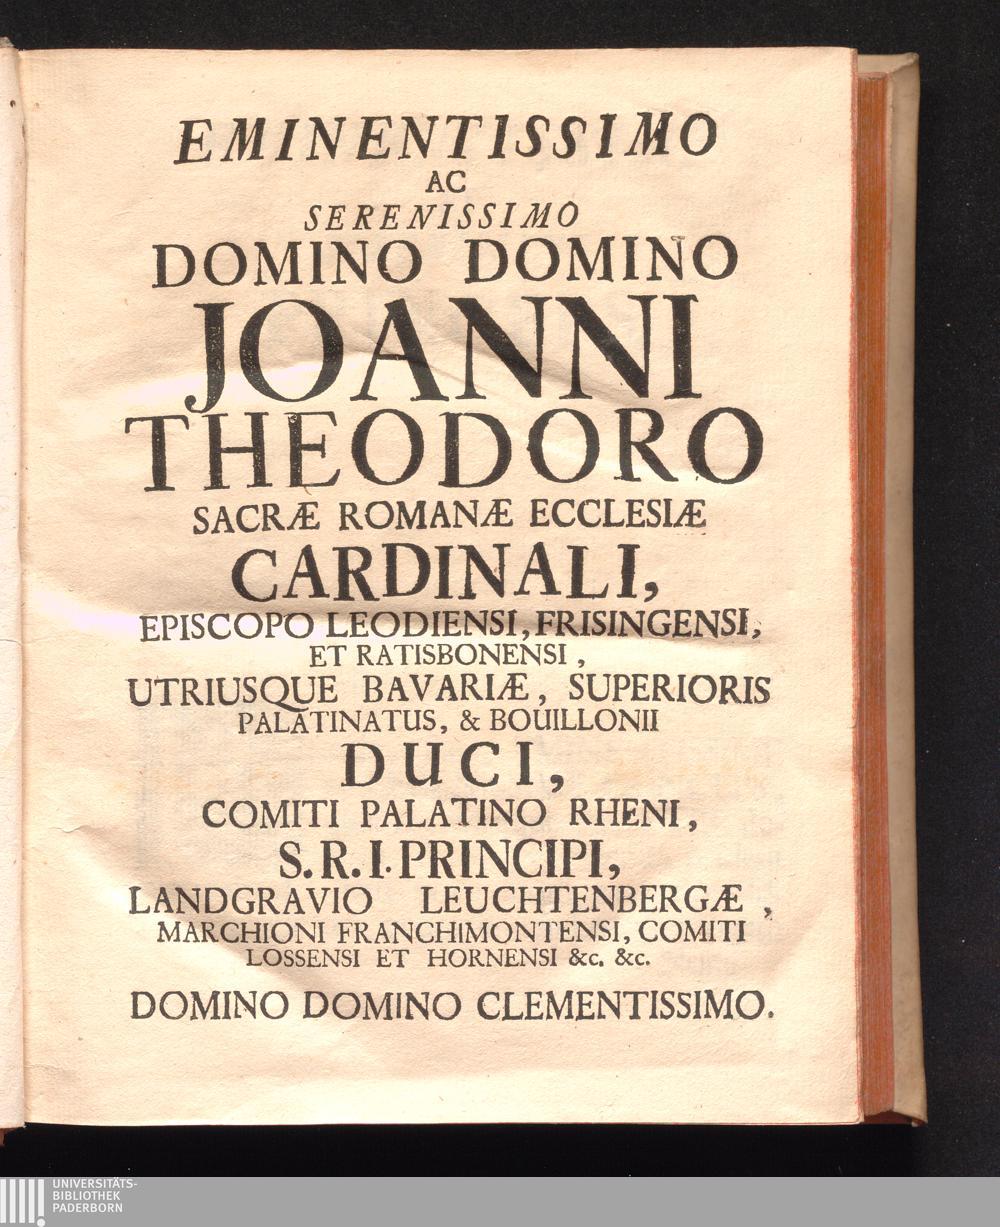 EMINENTISSIMO
AC
SERENISSIMO
DOMINO DOMINO
JOANNI
THEODORO
SACRÆ ROMANÆ ECCLESIÆ
CARDINALI,
EPISCOPO LEODIENSI, FRISINGENSI,
ET RATISBONENSI,
UTRIUSQUE BAVARIÆ, SUPERIORIS
PALATINATUS, & BOUILLONII
DUCI,
COMITI PALATINO RHENI,
S.R.I. PRINCIPI,
LANDGRAVIO LEUCHTENBERGÆ,
MARCHIONI FRANCHIMONTENSI, COMITI
LOSSENSI ET HORNENSI &c. &c.
DOMINO DOMINO CLEMENTISSIMO.
UNIVERSITÄTS-
BIBLIOTHEK
PADERBORN